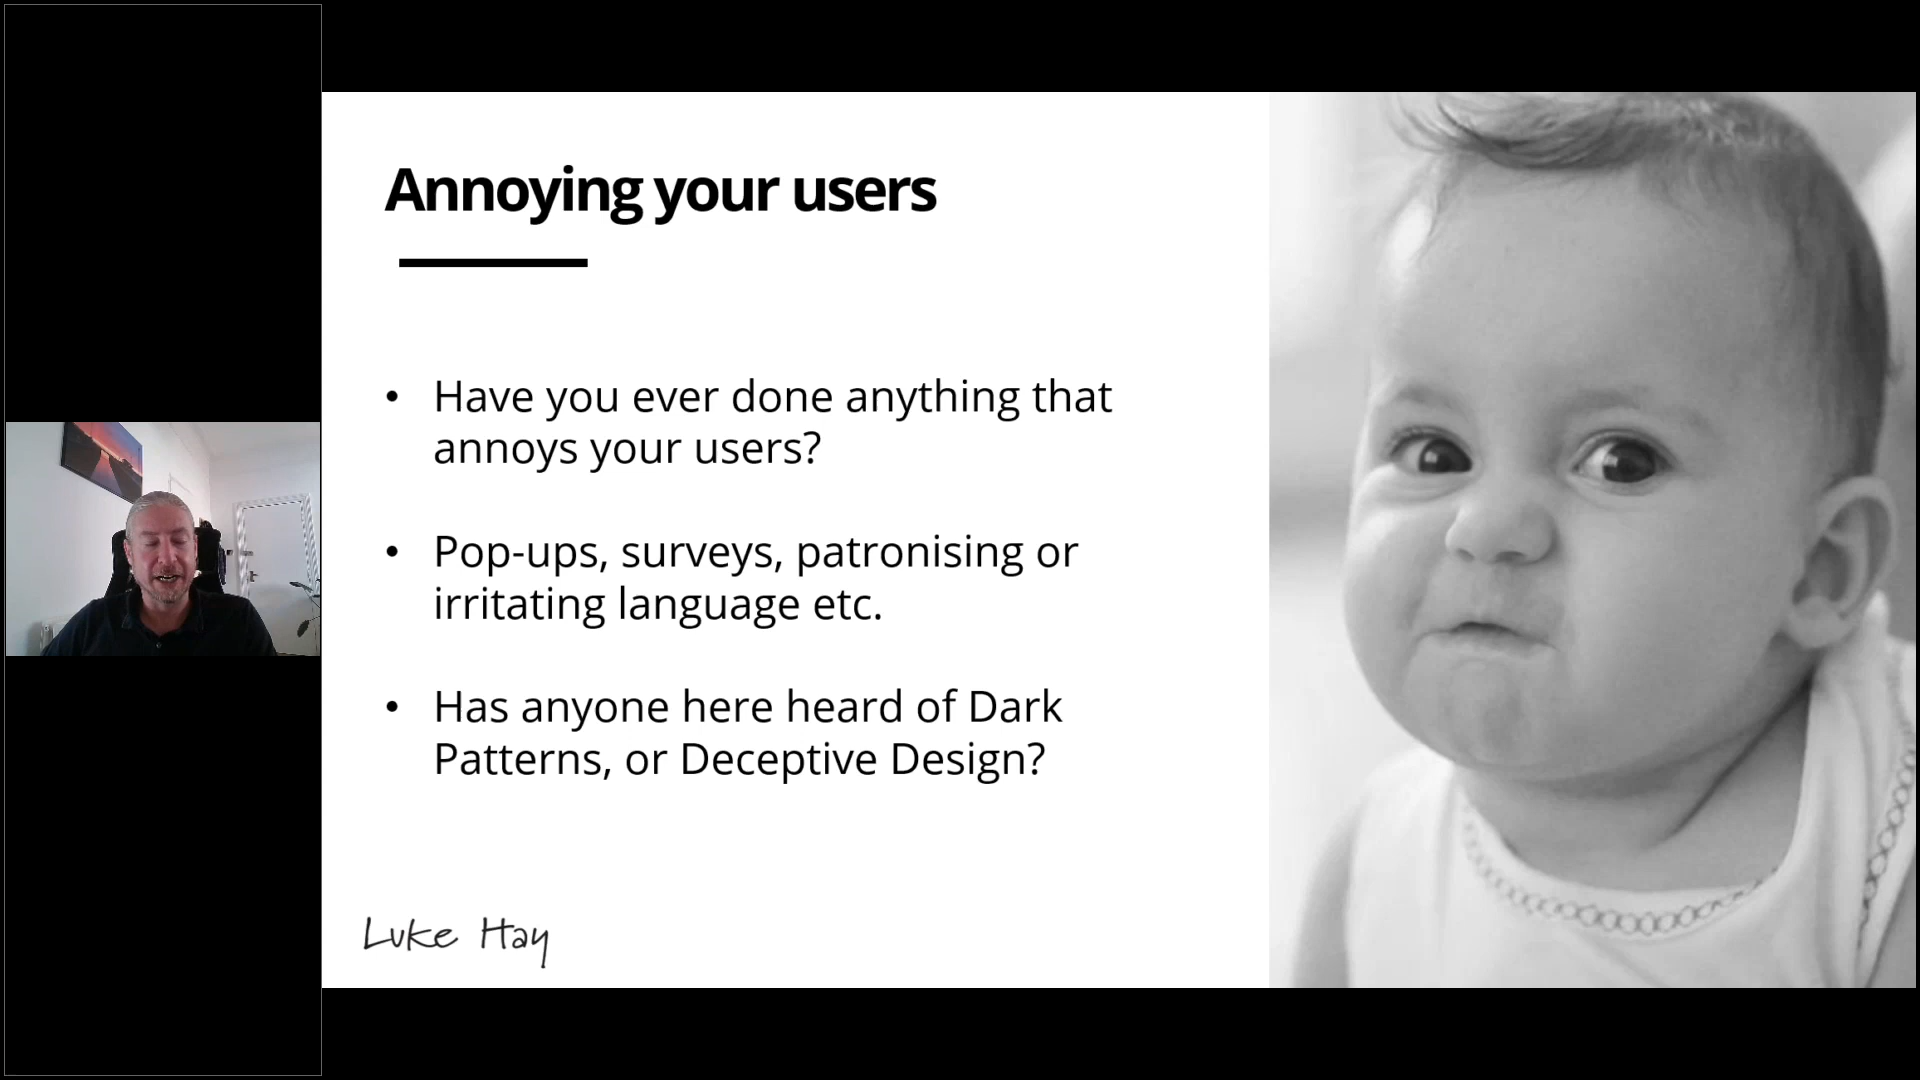 Annoying your users
• Have you ever done anything that
annoys your users?
• Pop-ups, surveys, patronising or
irritating language etc.
• Has anyone here heard of Dark
Patterns, or Deceptive Design?
Luke Hay